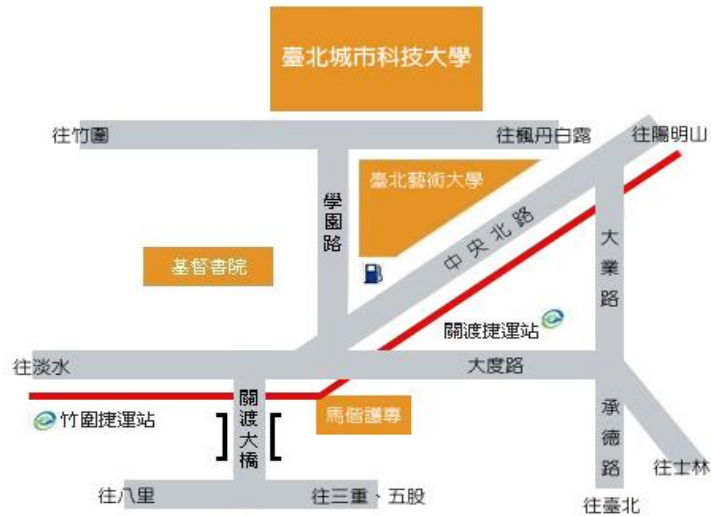 臺北城市科技大學
往竹圍
往楓丹白露
往陽明山
臺北藝術大學
學園路
中央北路
大業路
基督書院
關渡捷運站
往淡水
大度路
關渡大橋
馬偕護專
竹圍捷運站
承德路
往士林
往八里
往三重、五股
往臺北